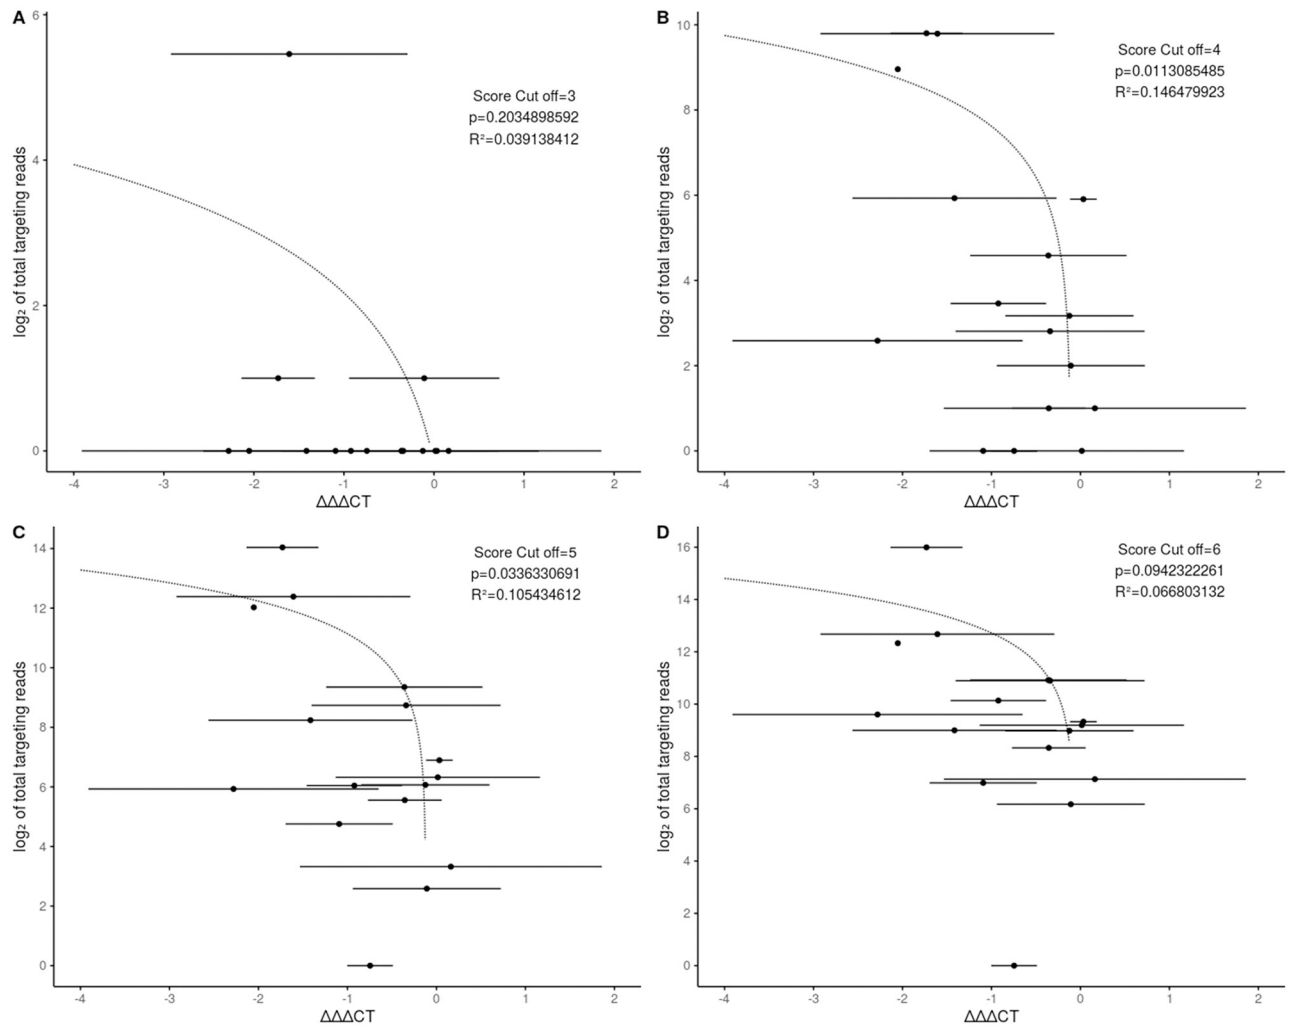 A
6
4
2
0
log₂ of total targeting reads
Score Cut off=3
p=0.2034898592
R²=0.039138412
-4 -3 -2 -1 0 1 2
ΔΔΔCT
B
10
8
6
4
2
0
log₂ of total targeting reads
Score Cut off=4
p=0.0113085485
R²=0.146479923
-4 -3 -2 -1 0 1 2
ΔΔΔCT
C
14
12
10
8
6
4
2
0
log₂ of total targeting reads
Score Cut off=5
p=0.0336330691
R²=0.105434612
-4 -3 -2 -1 0 1 2
ΔΔΔCT
D
16
14
12
10
8
6
4
2
0
log₂ of total targeting reads
Score Cut off=6
p=0.0942322261
R²=0.066803132
-4 -3 -2 -1 0 1 2
ΔΔΔCT